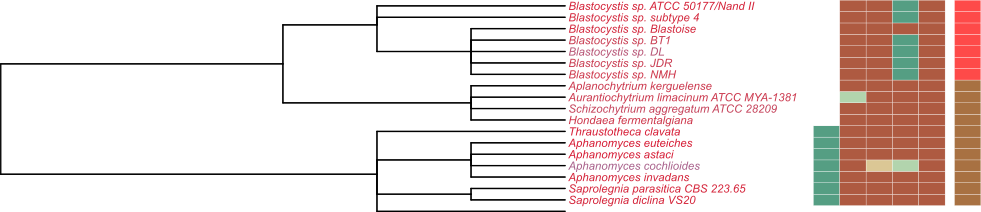 Blastocystis sp. ATCC 50177/Nand II
Blastocystis sp. subtype 4
Blastocystis sp. Blastoise
Blastocystis sp. BT1
Blastocystis sp. DL
Blastocystis sp. JDR
Blastocystis sp. NMH
Aplanochytrium kerguelense
Aurantiochytrium limacinum ATCC MYA-1381
Schizochytrium aggregatum ATCC 28209
Hondaea fermentalgiana
Thraustotheca clavata
Aphanomyces euteiches
Aphanomyces astaci
Aphanomyces cochlioides
Aphanomyces invadans
Saprolegnia parasitica CBS 223.65
Saprolegnia diclina VS20